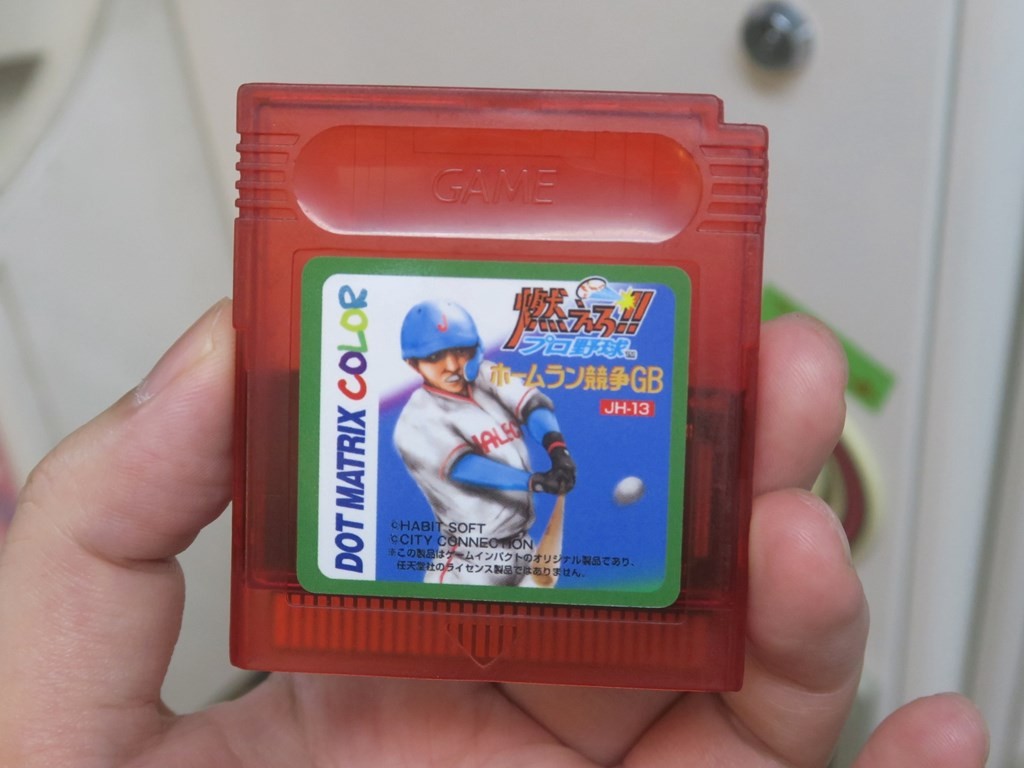 GAME
DOT MATRIX COLOR
燃えろ!!
プロ野球
ホームラン競争GB
JH-13
J
JALECO
©HABIT SOFT
©CITY CONNECTION
※この製品はゲームインパクトのオリジナル製品であり、
任天堂社のライセンス製品ではありません。